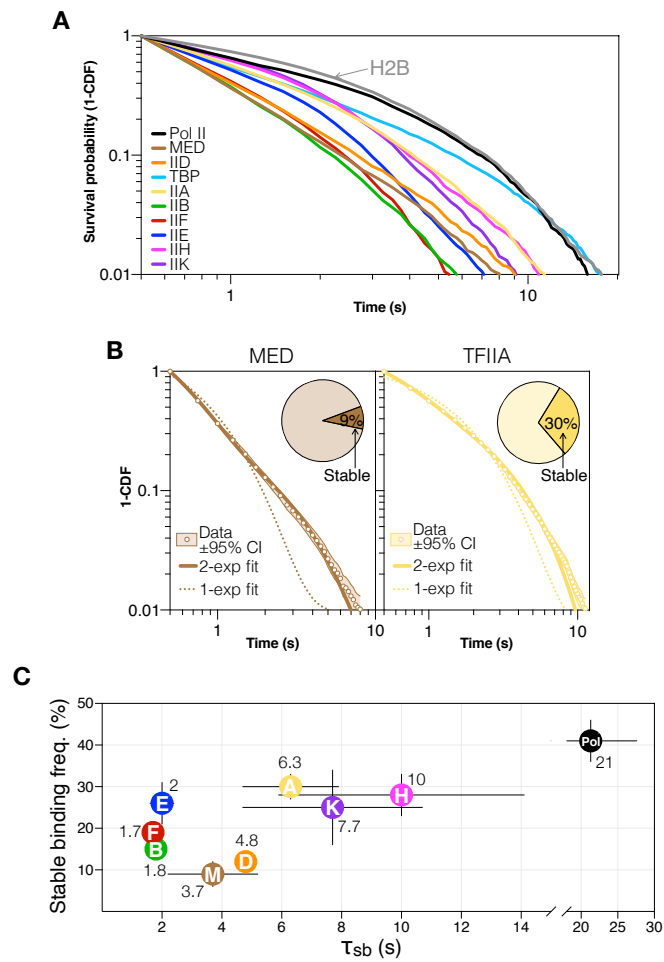 A
Survival probability (1-CDF)
1
0.1
0.01
H2B
Pol II
MED
IID
TBP
IIA
IIB
IIF
IIE
IIH
IIK
1
10
Time (s)
B
MED
TFIIA
1-CDF
1
0.1
0.01
9%
Stable
30%
Stable
Data
±95% CI
2-exp fit
1-exp fit
Data
±95% CI
2-exp fit
1-exp fit
1
10
1
10
Time (s)
Time (s)
C
Stable binding freq. (%)
50
40
30
20
10
Pol
21
6.3
A
10
H
2
E
K
7.7
1.7
F
B
1.8
4.8
D
M
3.7
2
4
6
8
10
12
14
20
25
30
τsb (s)